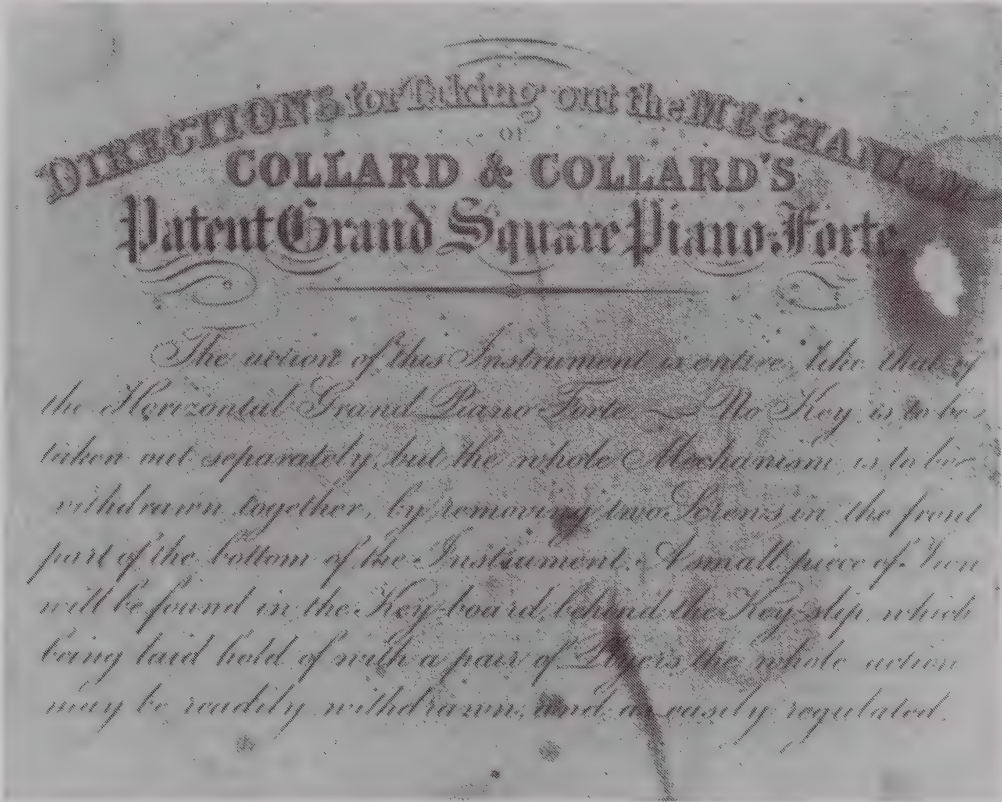 DIRECTIONS for Taking out the MECHANISM
OF
COLLARD & COLLARD'S
Patent Grand Square Piano-Forte
The action of this Instrument is entire, like that of
the Horizontal Grand Piano Forte — No Key is to be
taken out separately, but the whole Mechanism is to be
withdrawn together, by removing two Screws in the front
part of the bottom of the Instrument. A small piece of Iron
will be found in the Key-board, behind the Key-slip, which
being laid hold of with a pair of Pliers the whole action
may be readily withdrawn, and as easily regulated.